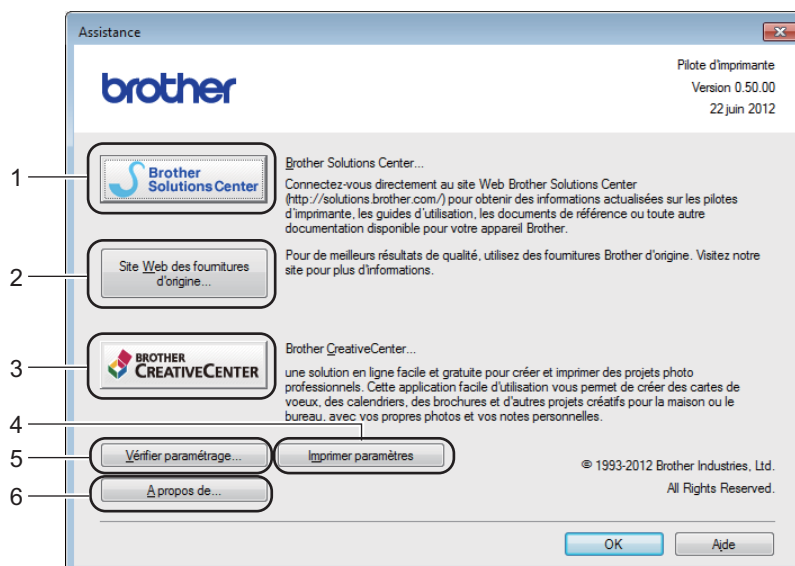 Assistance
brother
Pilote d'imprimante
Version 0.50.00
22 juin 2012
1
Brother
Solutions Center
Brother Solutions Center...
Connectez-vous directement au site Web Brother Solutions Center
(http://solutions.brother.com/) pour obtenir des informations actualisées sur les pilotes
d'imprimante, les guides d'utilisation, les documents de référence ou toute autre
documentation disponible pour votre appareil Brother.
2
Site Web des fournitures
d'origine...
Pour de meilleurs résultats de qualité, utilisez des fournitures Brother d'origine. Visitez notre
site pour plus d'informations.
3
BROTHER
CREATIVECENTER
Brother CreativeCenter...
une solution en ligne facile et gratuite pour créer et imprimer des projets photo
professionnels. Cette application facile d'utilisation vous permet de créer des cartes de
voeux, des calendriers, des brochures et d'autres projets créatifs pour la maison ou le
bureau, avec vos propres photos et vos notes personnelles.
4
5
Vérifier paramétrage...
Imprimer paramètres
6
A propos de...
© 1993-2012 Brother Industries, Ltd.
All Rights Reserved.
OK
Aide